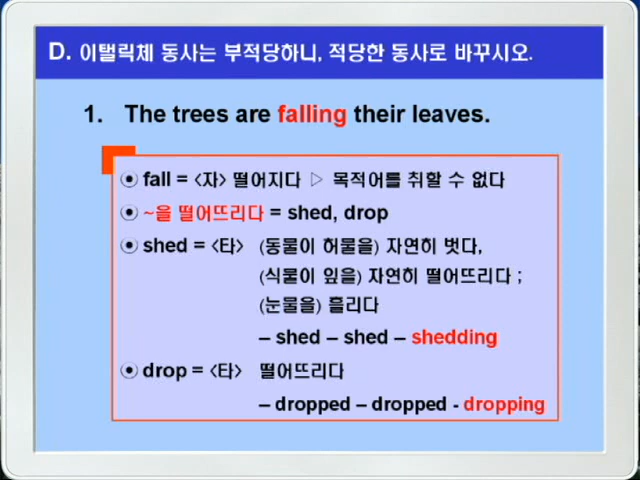 D. 이탤릭체 동사는 부적당하니, 적당한 동사로 바꾸시오.
1. The trees are falling their leaves.
⦿ fall = <자> 떨어지다 ▷ 목적어를 취할 수 없다
⦿ ~을 떨어뜨리다 = shed, drop
⦿ shed = <타> (동물이 허물을) 자연히 벗다,
(식물이 잎을) 자연히 떨어뜨리다 ;
(눈물을) 흘리다
– shed – shed – shedding
⦿ drop = <타> 떨어뜨리다
– dropped – dropped - dropping